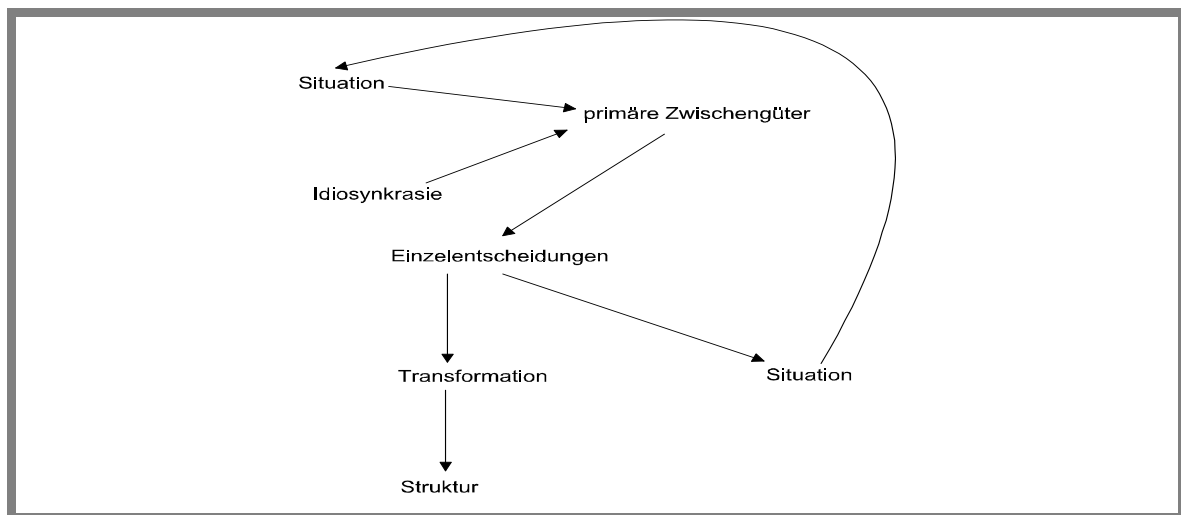 Situation
primäre Zwischengüter
Idiosynkrasie
Einzelentscheidungen
Transformation
Situation
Struktur